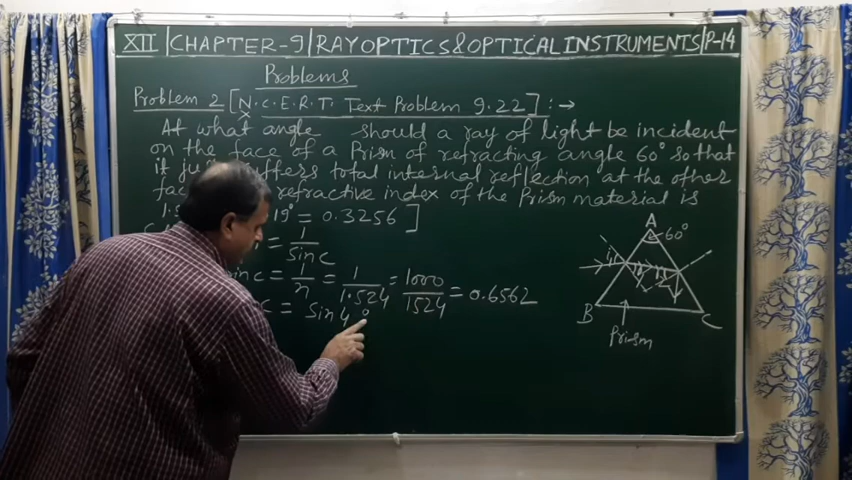 XII | CHAPTER-9 | RAY OPTICS & OPTICAL INSTRUMENTS | P-14
Problems
Problem 2 [N.C.E.R.T. Text Problem 9.22] :→
At what angle should a ray of light be incident
on the face of a Prism of refracting angle 60° so that
it just suffers total internal reflection at the other
refractive index of the Prism material is
19° = 0.3256]
= 1/sinc
= 1/n = 1/1.524 = 1000/1524 = 0.6562
= sin 4 °
A
60°
B
C
Prism